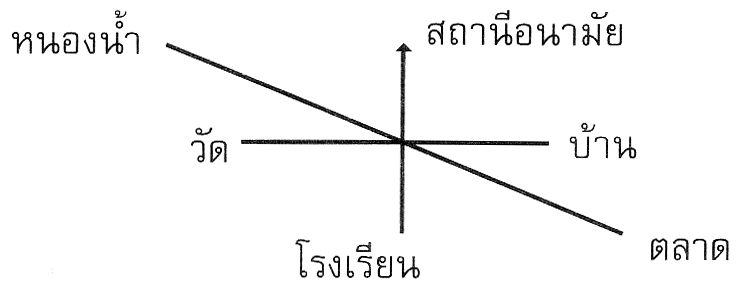 หนองน้ำ
สถานีอนามัย
วัด
บ้าน
โรงเรียน
ตลาด